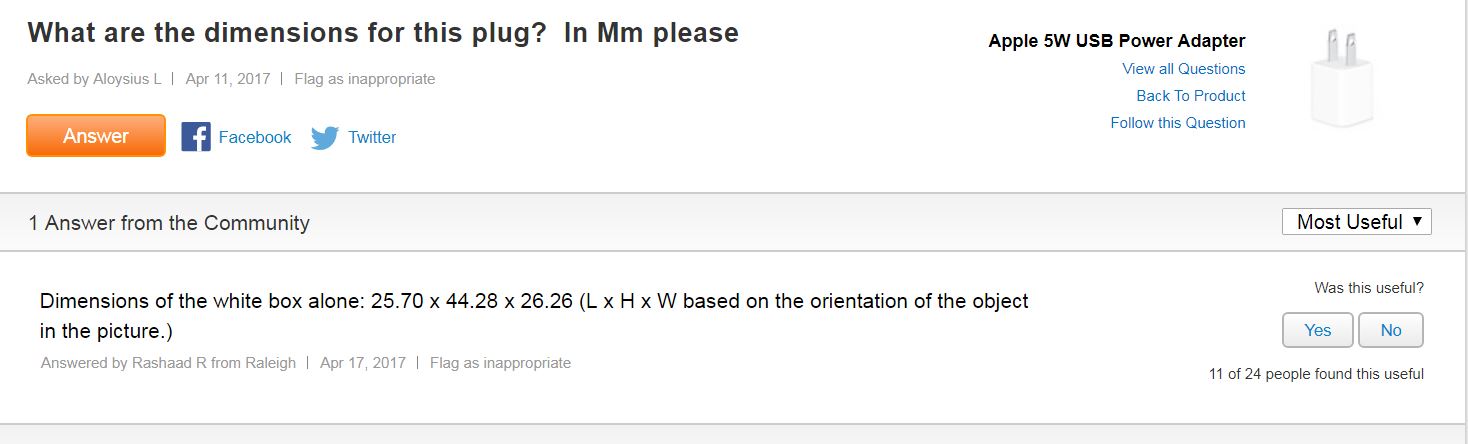 What are the dimensions for this plug?  In Mm please
Asked by Aloysius L | Apr 11, 2017 | Flag as inappropriate
Answer Facebook Twitter
Apple 5W USB Power Adapter
View all Questions
Back To Product
Follow this Question
1 Answer from the Community
Most Useful ▼
Dimensions of the white box alone: 25.70 x 44.28 x 26.26 (L x H x W based on the orientation of the object
in the picture.)
Answered by Rashaad R from Raleigh | Apr 17, 2017 | Flag as inappropriate
Was this useful?
Yes No
11 of 24 people found this useful